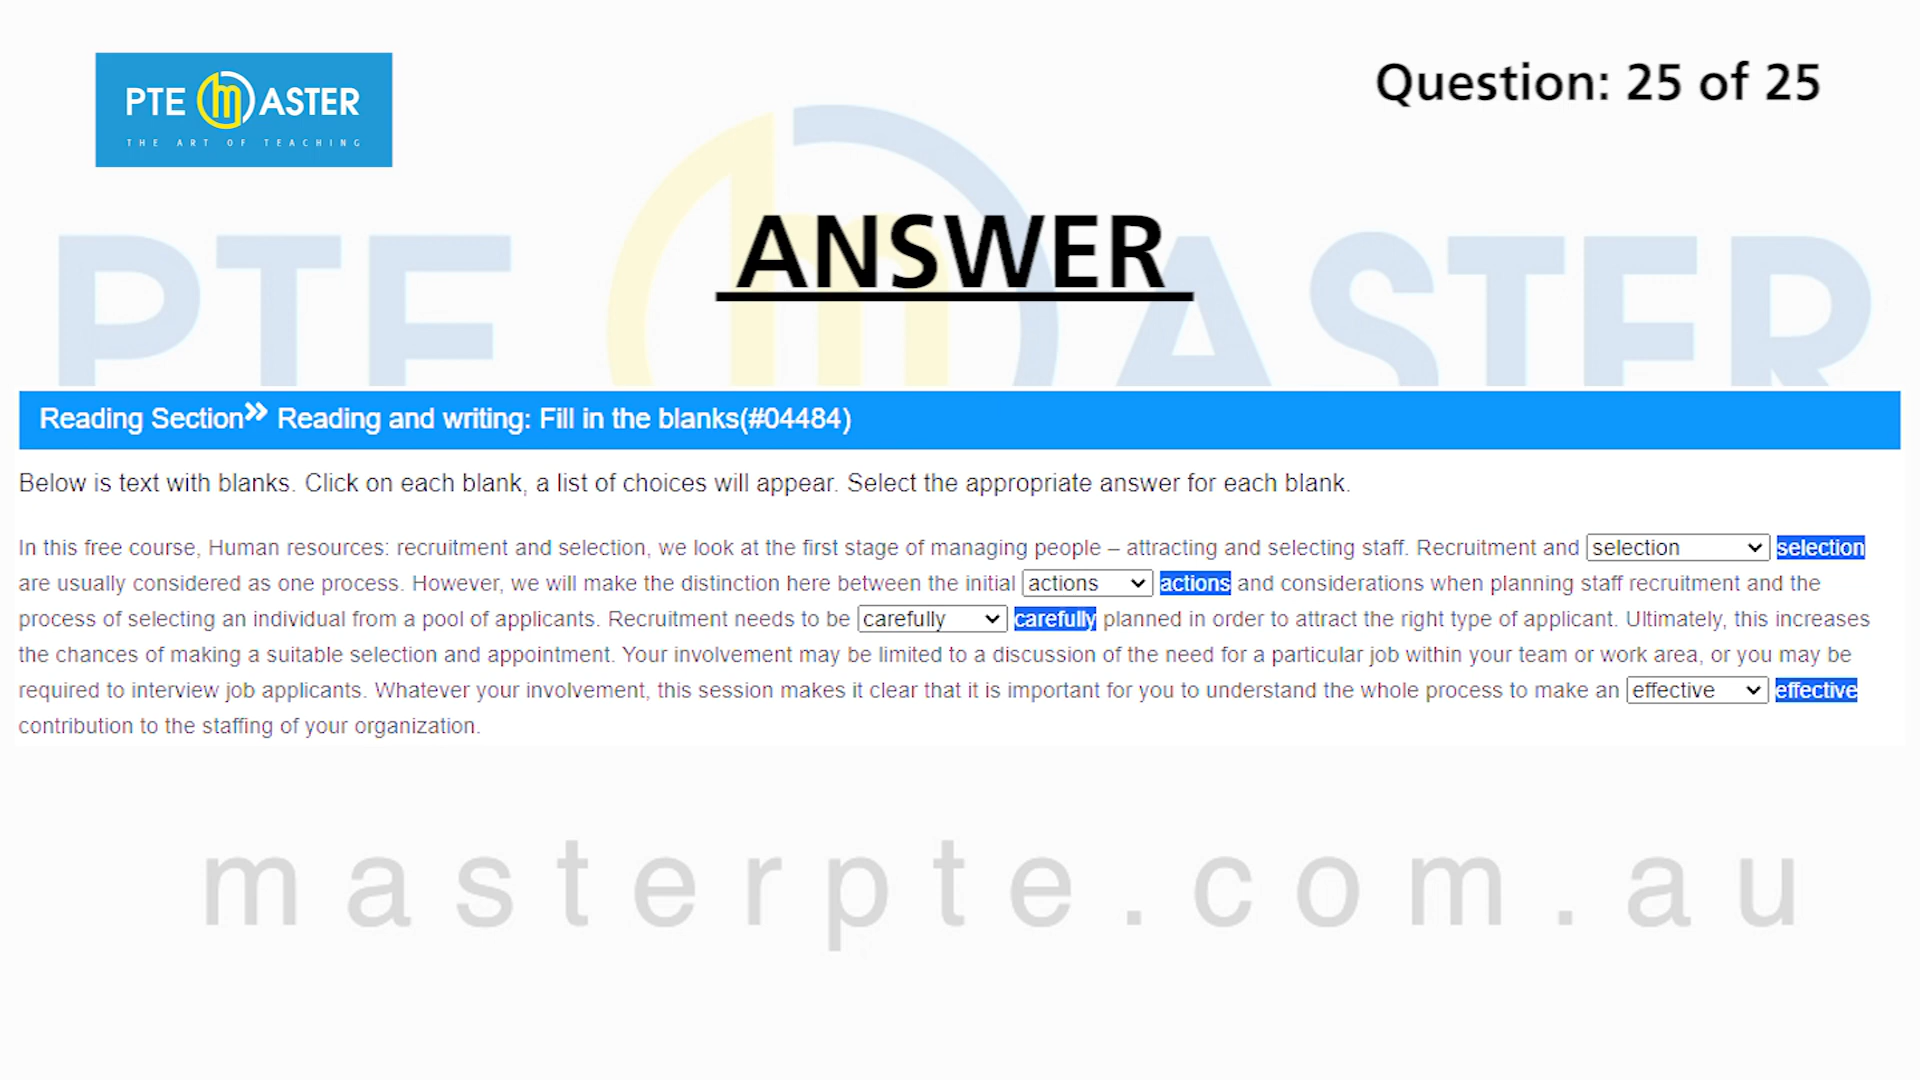 PTE MASTER
THE ART OF TEACHING
Question: 25 of 25
PTE MASTER
ANSWER
Reading Section» Reading and writing: Fill in the blanks(#04484)
Below is text with blanks. Click on each blank, a list of choices will appear. Select the appropriate answer for each blank.
In this free course, Human resources: recruitment and selection, we look at the first stage of managing people – attracting and selecting staff. Recruitment and selection selection
are usually considered as one process. However, we will make the distinction here between the initial actions actions and considerations when planning staff recruitment and the
process of selecting an individual from a pool of applicants. Recruitment needs to be carefully carefully planned in order to attract the right type of applicant. Ultimately, this increases
the chances of making a suitable selection and appointment. Your involvement may be limited to a discussion of the need for a particular job within your team or work area, or you may be
required to interview job applicants. Whatever your involvement, this session makes it clear that it is important for you to understand the whole process to make an effective effective
contribution to the staffing of your organization.
masterpte.com.au